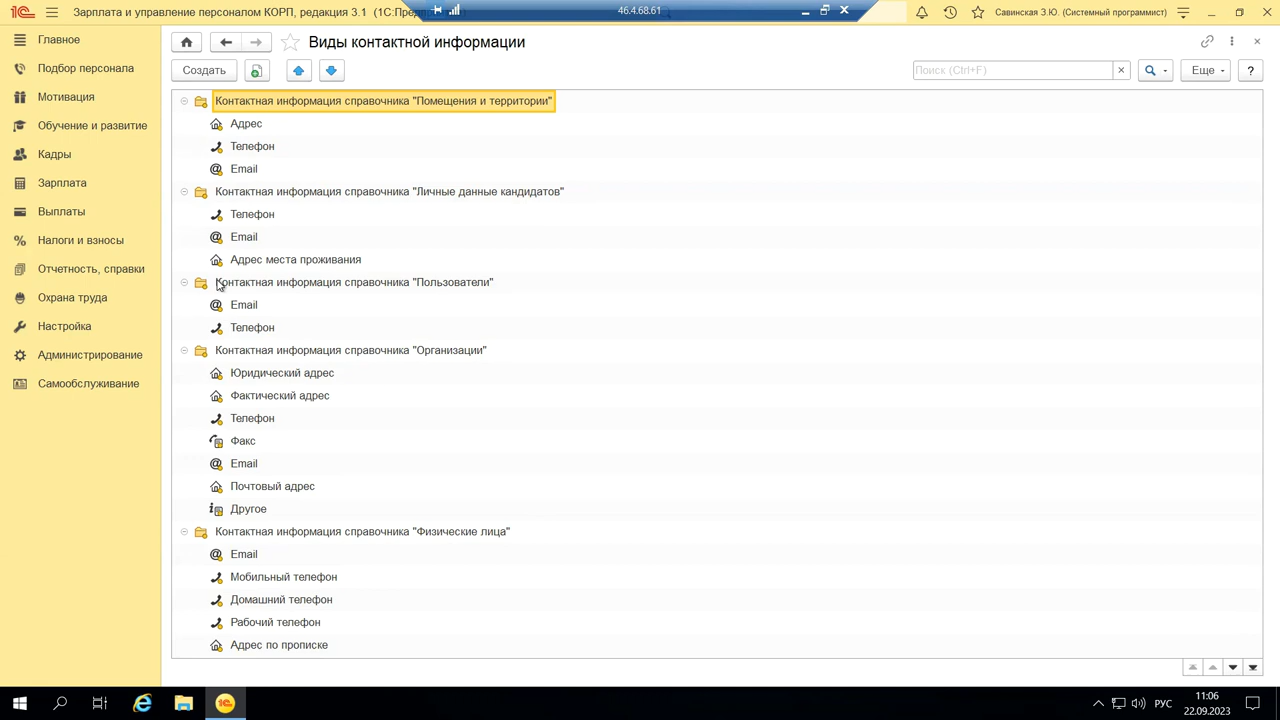 Зарплата и управление персоналом КОРП, редакция 3.1 (1С:Пред
46.4.68.61
Савинская З.Ю. (Системный программист)
Главное
Подбор персонала
Мотивация
Обучение и развитие
Кадры
Зарплата
Выплаты
Налоги и взносы
Отчетность, справки
Охрана труда
Настройка
Администрирование
Самообслуживание
Виды контактной информации
Создать
Поиск (Ctrl+F)
Еще
?
Контактная информация справочника "Помещения и территории"
Адрес
Телефон
Email
Контактная информация справочника "Личные данные кандидатов"
Телефон
Email
Адрес места проживания
Контактная информация справочника "Пользователи"
Email
Телефон
Контактная информация справочника "Организации"
Юридический адрес
Фактический адрес
Телефон
Факс
Email
Почтовый адрес
Другое
Контактная информация справочника "Физические лица"
Email
Мобильный телефон
Домашний телефон
Рабочий телефон
Адрес по прописке
РУС
11:06
22.09.2023